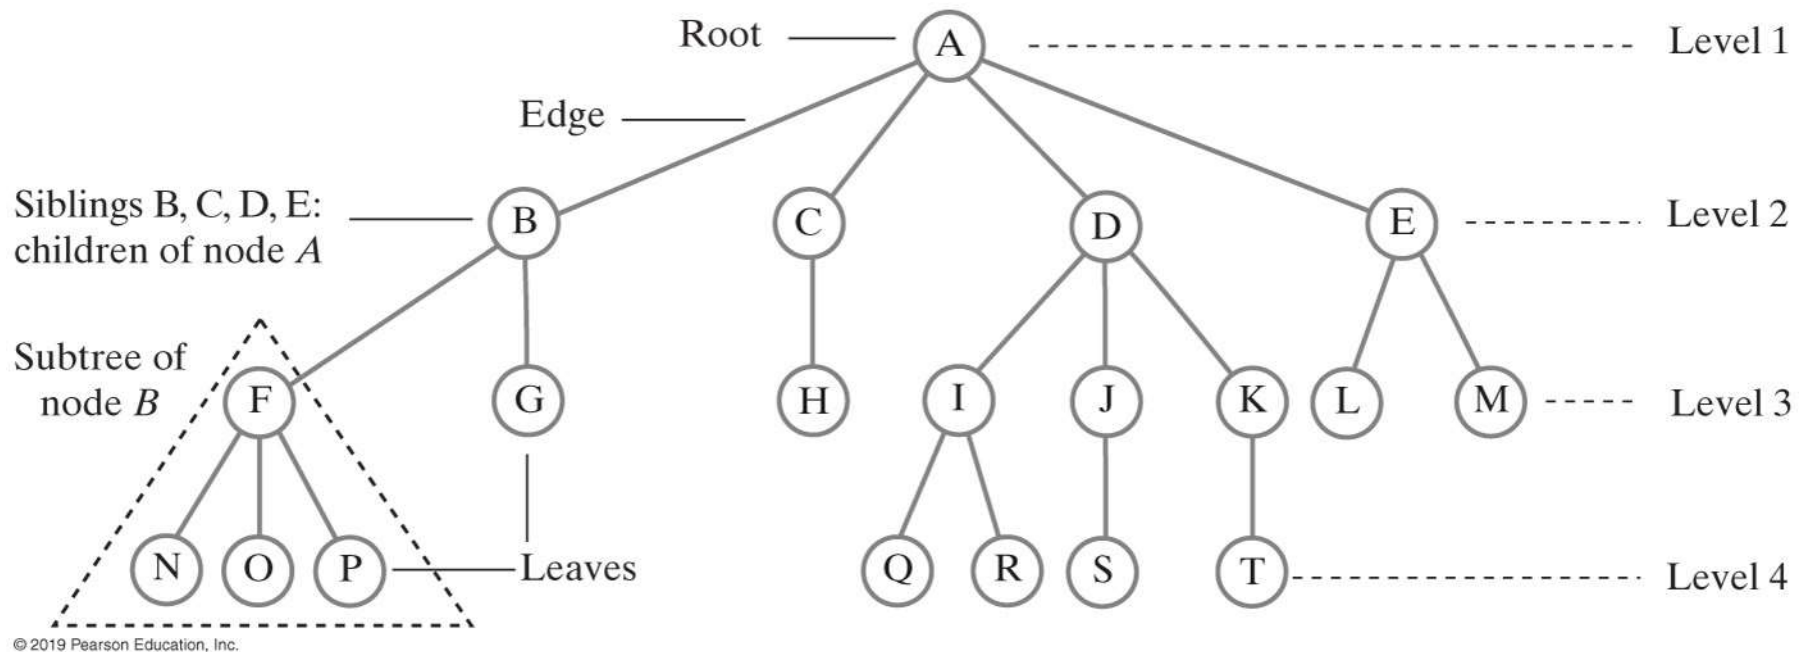 Root
A
Level 1
Edge
Siblings B, C, D, E:
children of node A
B
C
D
E
Level 2
Subtree of
node B
F
G
H
I
J
K
L
M
Level 3
N
O
P
Leaves
Q
R
S
T
Level 4
© 2019 Pearson Education, Inc.